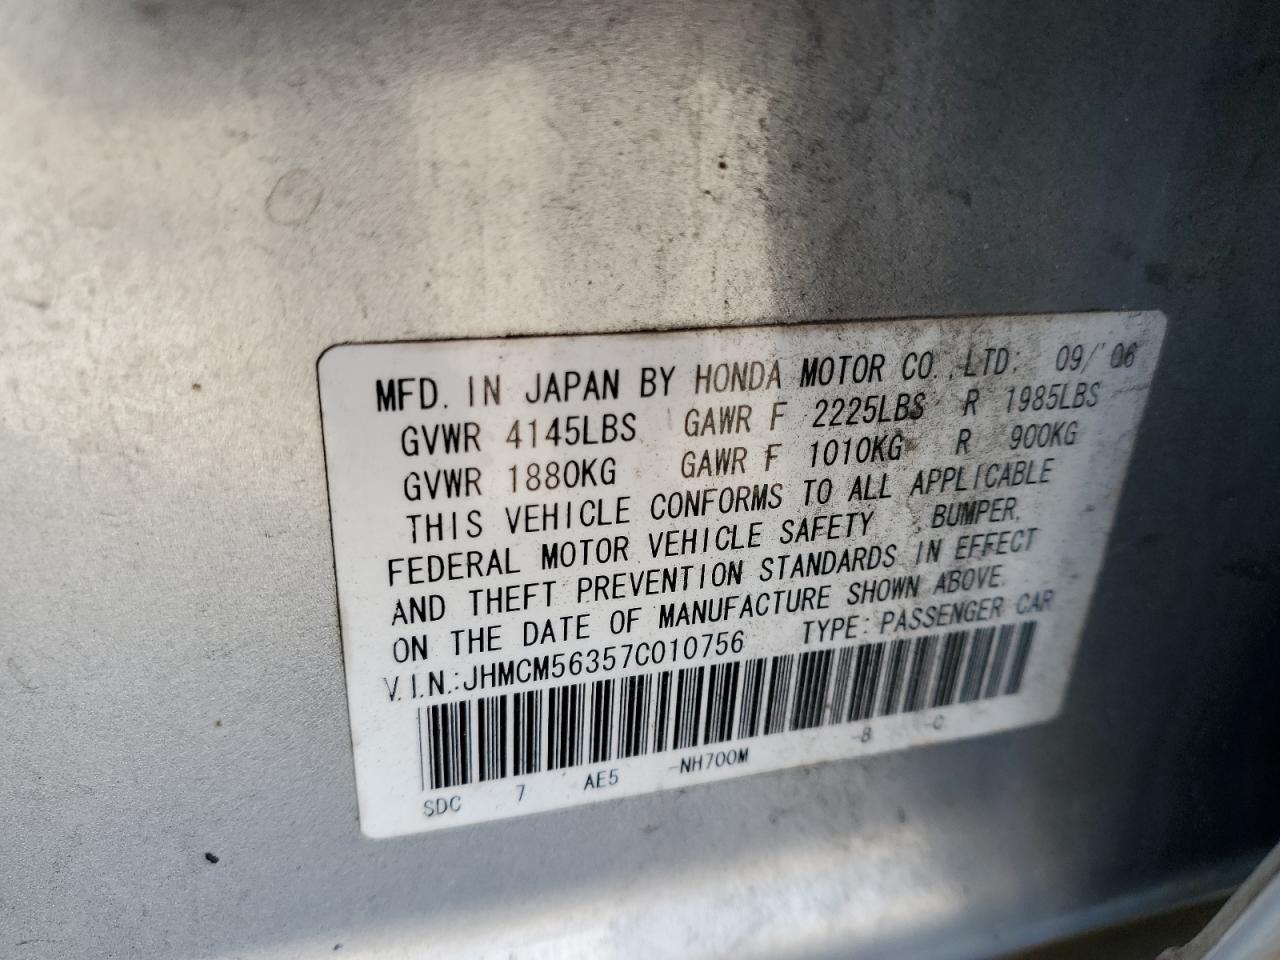 MFD. IN JAPAN BY HONDA MOTOR CO.,LTD. 09/'06
GVWR 4145LBS GAWR F 2225LBS R 1985LBS
GVWR 1880KG GAWR F 1010KG R 900KG
THIS VEHICLE CONFORMS TO ALL APPLICABLE
FEDERAL MOTOR VEHICLE SAFETY , BUMPER,
AND THEFT PREVENTION STANDARDS IN EFFECT
ON THE DATE OF MANUFACTURE SHOWN ABOVE.
V.I.N.:JHMCM56357C010756 TYPE:PASSENGER CAR
SDC 7 AE5 -NH700M -B -C